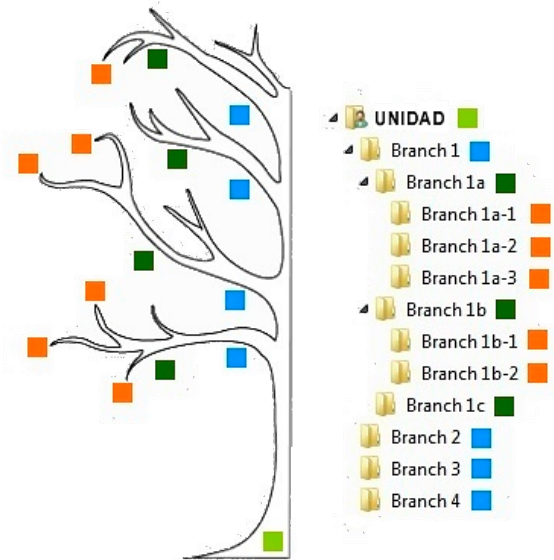 UNIDAD
Branch 1
Branch 1a
Branch 1a-1
Branch 1a-2
Branch 1a-3
Branch 1b
Branch 1b-1
Branch 1b-2
Branch 1c
Branch 2
Branch 3
Branch 4